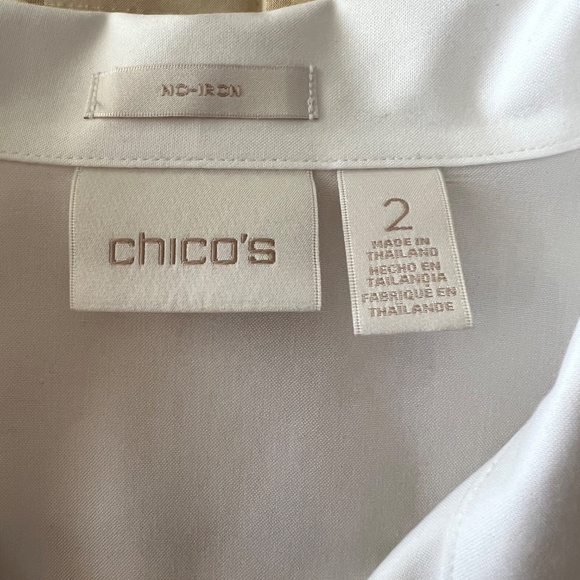 NO-IRON
chico's
2
MADE IN
THAILAND
HECHO EN
TAILANDIA
FABRIQUÉ EN
THAÏLANDE